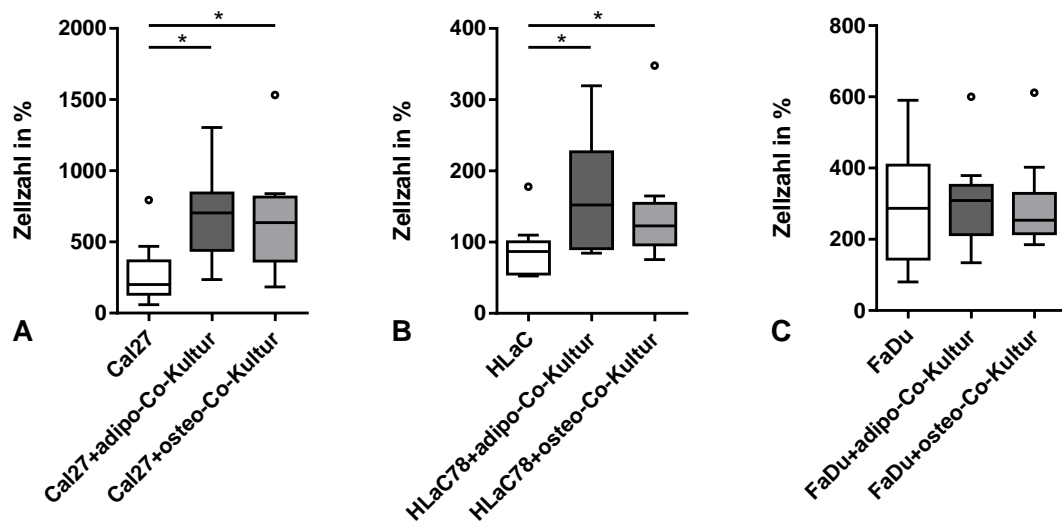 *
*
2000
1500
1000
500
0
Zellzahl in %
A
Cal27
Cal27+adipo-Co-Kultur
Cal27+osteo-Co-Kultur
*
*
400
300
200
100
0
Zellzahl in %
B
HLaC
HLaC78+adipo-Co-Kultur
HLaC78+osteo-Co-Kultur
800
600
400
200
0
Zellzahl in %
C
FaDu
FaDu+adipo-Co-Kultur
FaDu+osteo-Co-Kultur